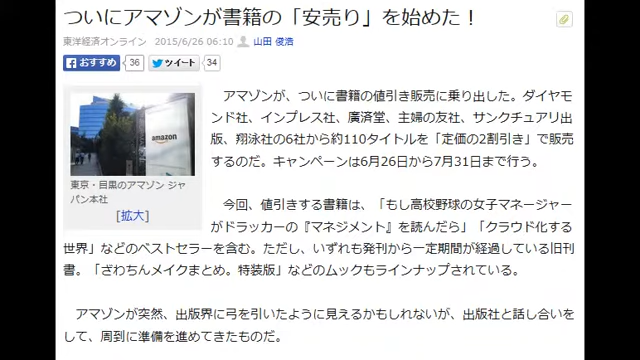 ついにアマゾンが書籍の「安売り」を始めた！
東洋経済オンライン 2015/6/26 06:10 山田 俊浩
おすすめ 36 ツイート 34
アマゾンが、ついに書籍の値引き販売に乗り出した。ダイヤモ
ンド社、インプレス社、廣済堂、主婦の友社、サンクチュアリ出
版、翔泳社の6社から約110タイトルを「定価の2割引き」で販売
するのだ。キャンペーンは6月26日から7月31日まで行う。
amazon
東京・目黒のアマゾン ジャ
パン本社
[拡大]
今回、値引きする書籍は、「もし高校野球の女子マネージャー
がドラッカーの『マネジメント』を読んだら」「クラウド化する
世界」などのベストセラーを含む。ただし、いずれも発刊から一定期間が経過している旧刊
書。「ざわちんメイクまとめ。特装版」などのムックもラインナップされている。
アマゾンが突然、出版界に弓を引いたように見えるかもしれないが、出版社と話し合いを
して、周到に準備を進めてきたものだ。